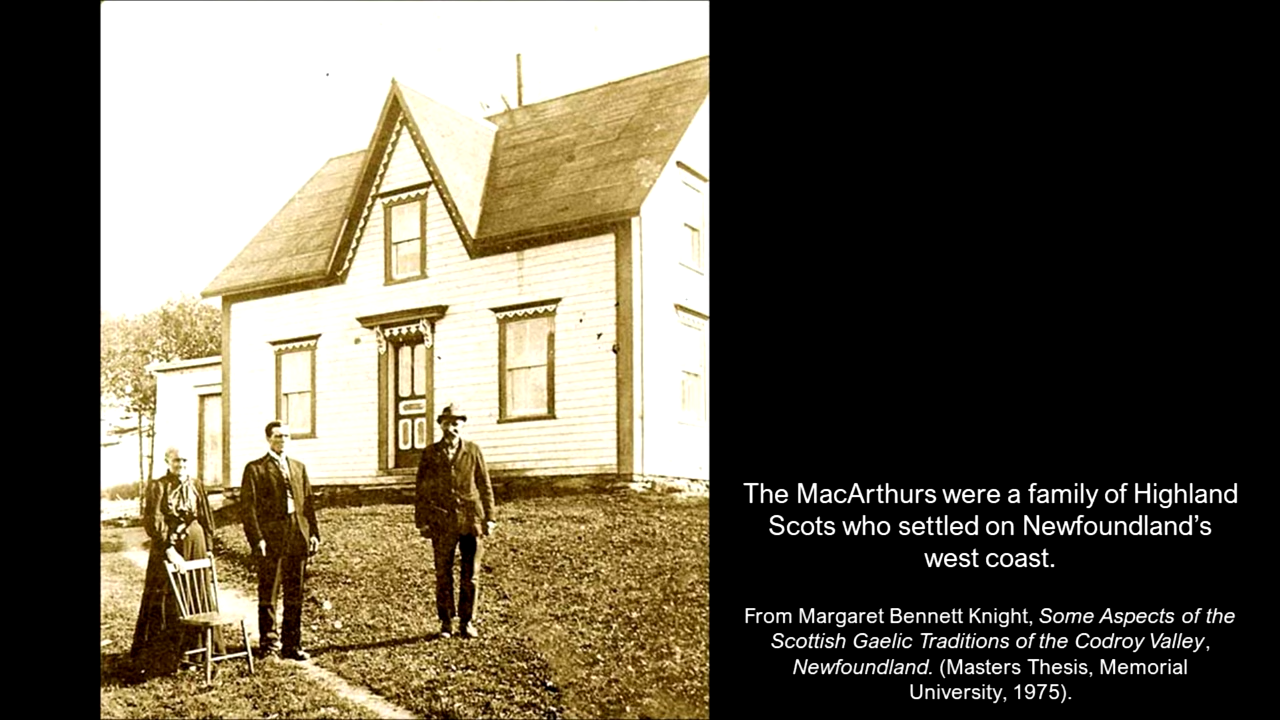 The MacArthurs were a family of Highland
Scots who settled on Newfoundland’s
west coast.
From Margaret Bennett Knight, Some Aspects of the
Scottish Gaelic Traditions of the Codroy Valley,
Newfoundland. (Masters Thesis, Memorial
University, 1975).